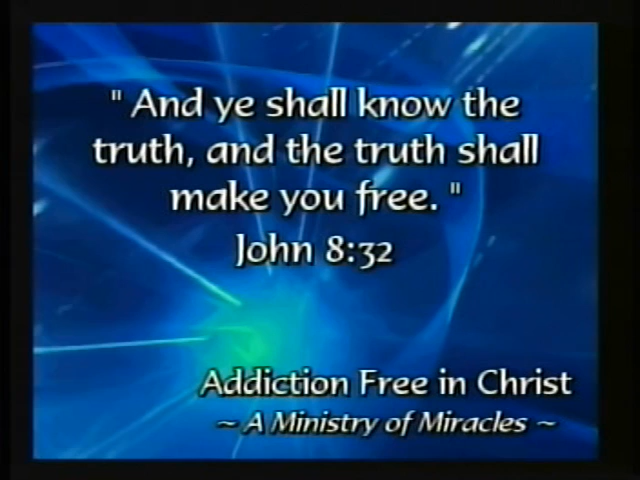 " And ye shall know the
truth, and the truth shall
make you free. "
John 8:32
Addiction Free in Christ
~ A Ministry of Miracles ~